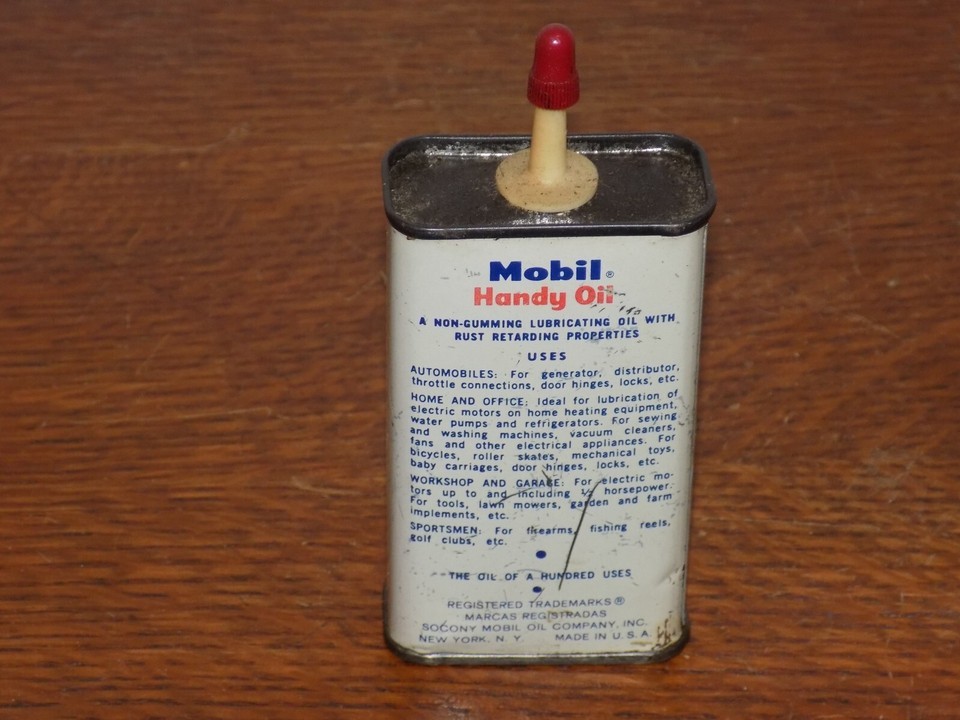 Mobil®
Handy Oil
A NON-GUMMING LUBRICATING OIL WITH
RUST RETARDING PROPERTIES
USES
AUTOMOBILES: For generator, distributor,
throttle connections, door hinges, locks, etc.
HOME AND OFFICE: Ideal for lubrication of
electric motors on home heating equipment,
water pumps and refrigerators. For sewing
and washing machines, vacuum cleaners,
fans and other electrical appliances. For
bicycles, roller skates, mechanical toys,
baby carriages, door hinges, locks, etc.
WORKSHOP AND GARAGE: For electric mo-
tors up to and including ½ horsepower.
For tools, lawn mowers, garden and farm
implements, etc.
SPORTSMEN: For firearms, fishing reels,
golf clubs, etc.
THE OIL OF A HUNDRED USES
REGISTERED TRADEMARKS®
MARCAS REGISTRADAS
SOCONY MOBIL OIL COMPANY, INC.
NEW YORK, N. Y. MADE IN U. S. A.